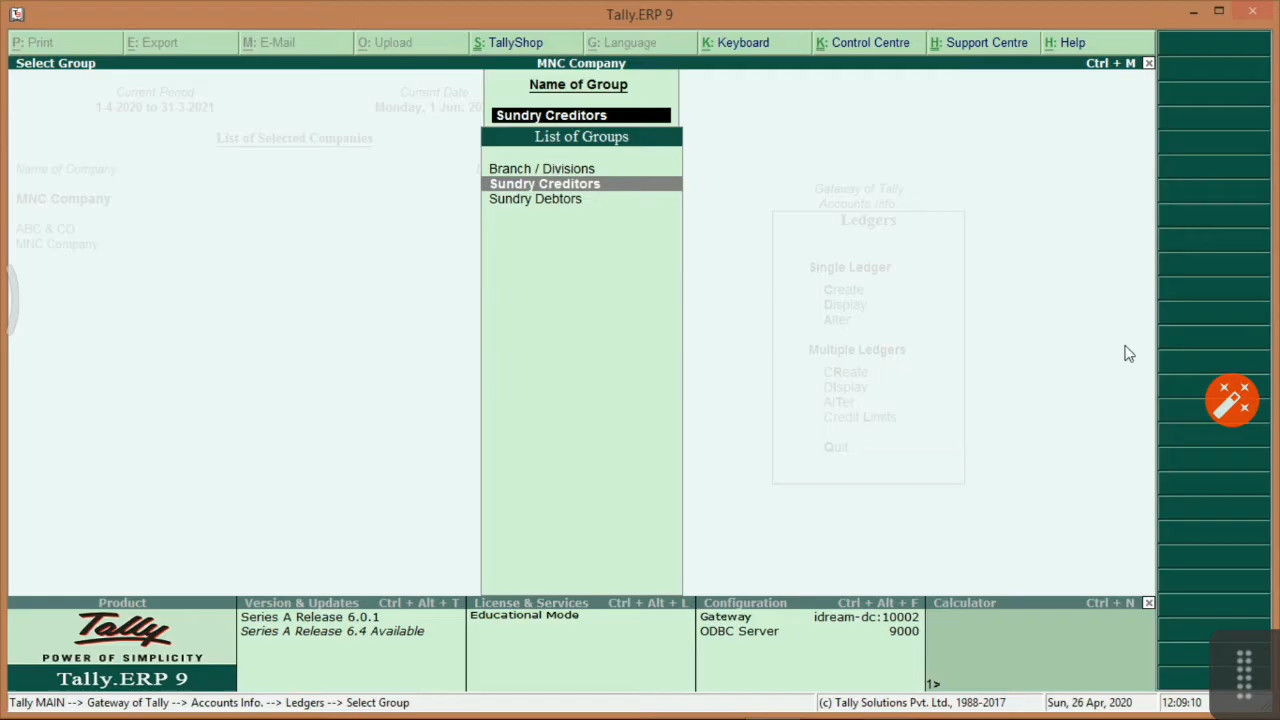 Tally.ERP 9
P: Print
E: Export
M: E-Mail
O: Upload
S: TallyShop
G: Language
K: Keyboard
K: Control Centre
H: Support Centre
H: Help
Select Group
MNC Company
Ctrl + M
Current Period
1-4-2020 to 31-3-2021
Current Date
Monday, 1 Jun, 20
List of Selected Companies
Name of Company
MNC Company
ABC & CO
MNC Company
Name of Group
Sundry Creditors
List of Groups
Branch / Divisions
Sundry Creditors
Sundry Debtors
Gateway of Tally
Accounts Info.
Ledgers
Single Ledger
Create
Display
Alter
Multiple Ledgers
CReate
DIsplay
AlTer
Credit Limits
Quit
Product
Tally
POWER OF SIMPLICITY
Tally.ERP 9
Version & Updates Ctrl + Alt + T
Series A Release 6.0.1
Series A Release 6.4 Available
License & Services Ctrl + Alt + L
Educational Mode
Configuration Ctrl + Alt + F
Gateway idream-dc:10002
ODBC Server 9000
Calculator Ctrl + N
1>
Tally MAIN --> Gateway of Tally --> Accounts Info. --> Ledgers --> Select Group
(c) Tally Solutions Pvt. Ltd., 1988-2017
Sun, 26 Apr, 2020
12:09:10